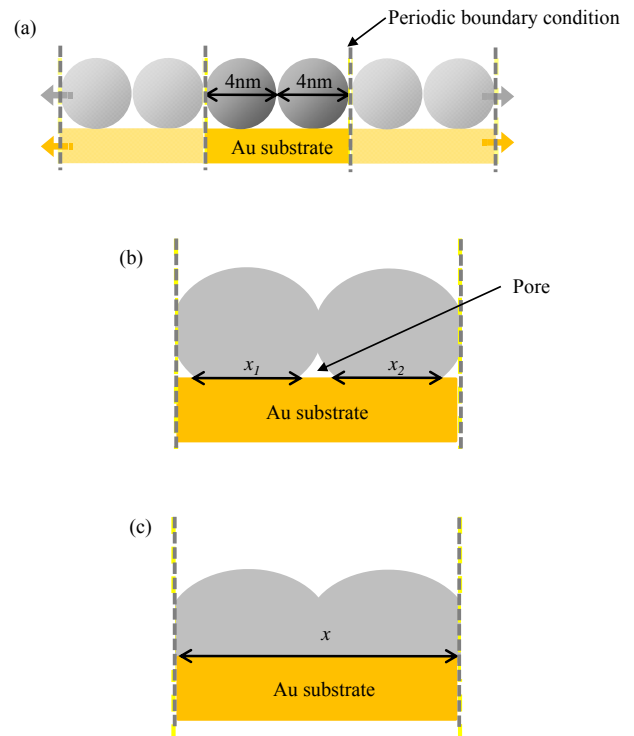 Periodic boundary condition
(a)
4nm 4nm
Au substrate
(b)
Pore
x1 x2
Au substrate
(c)
x
Au substrate